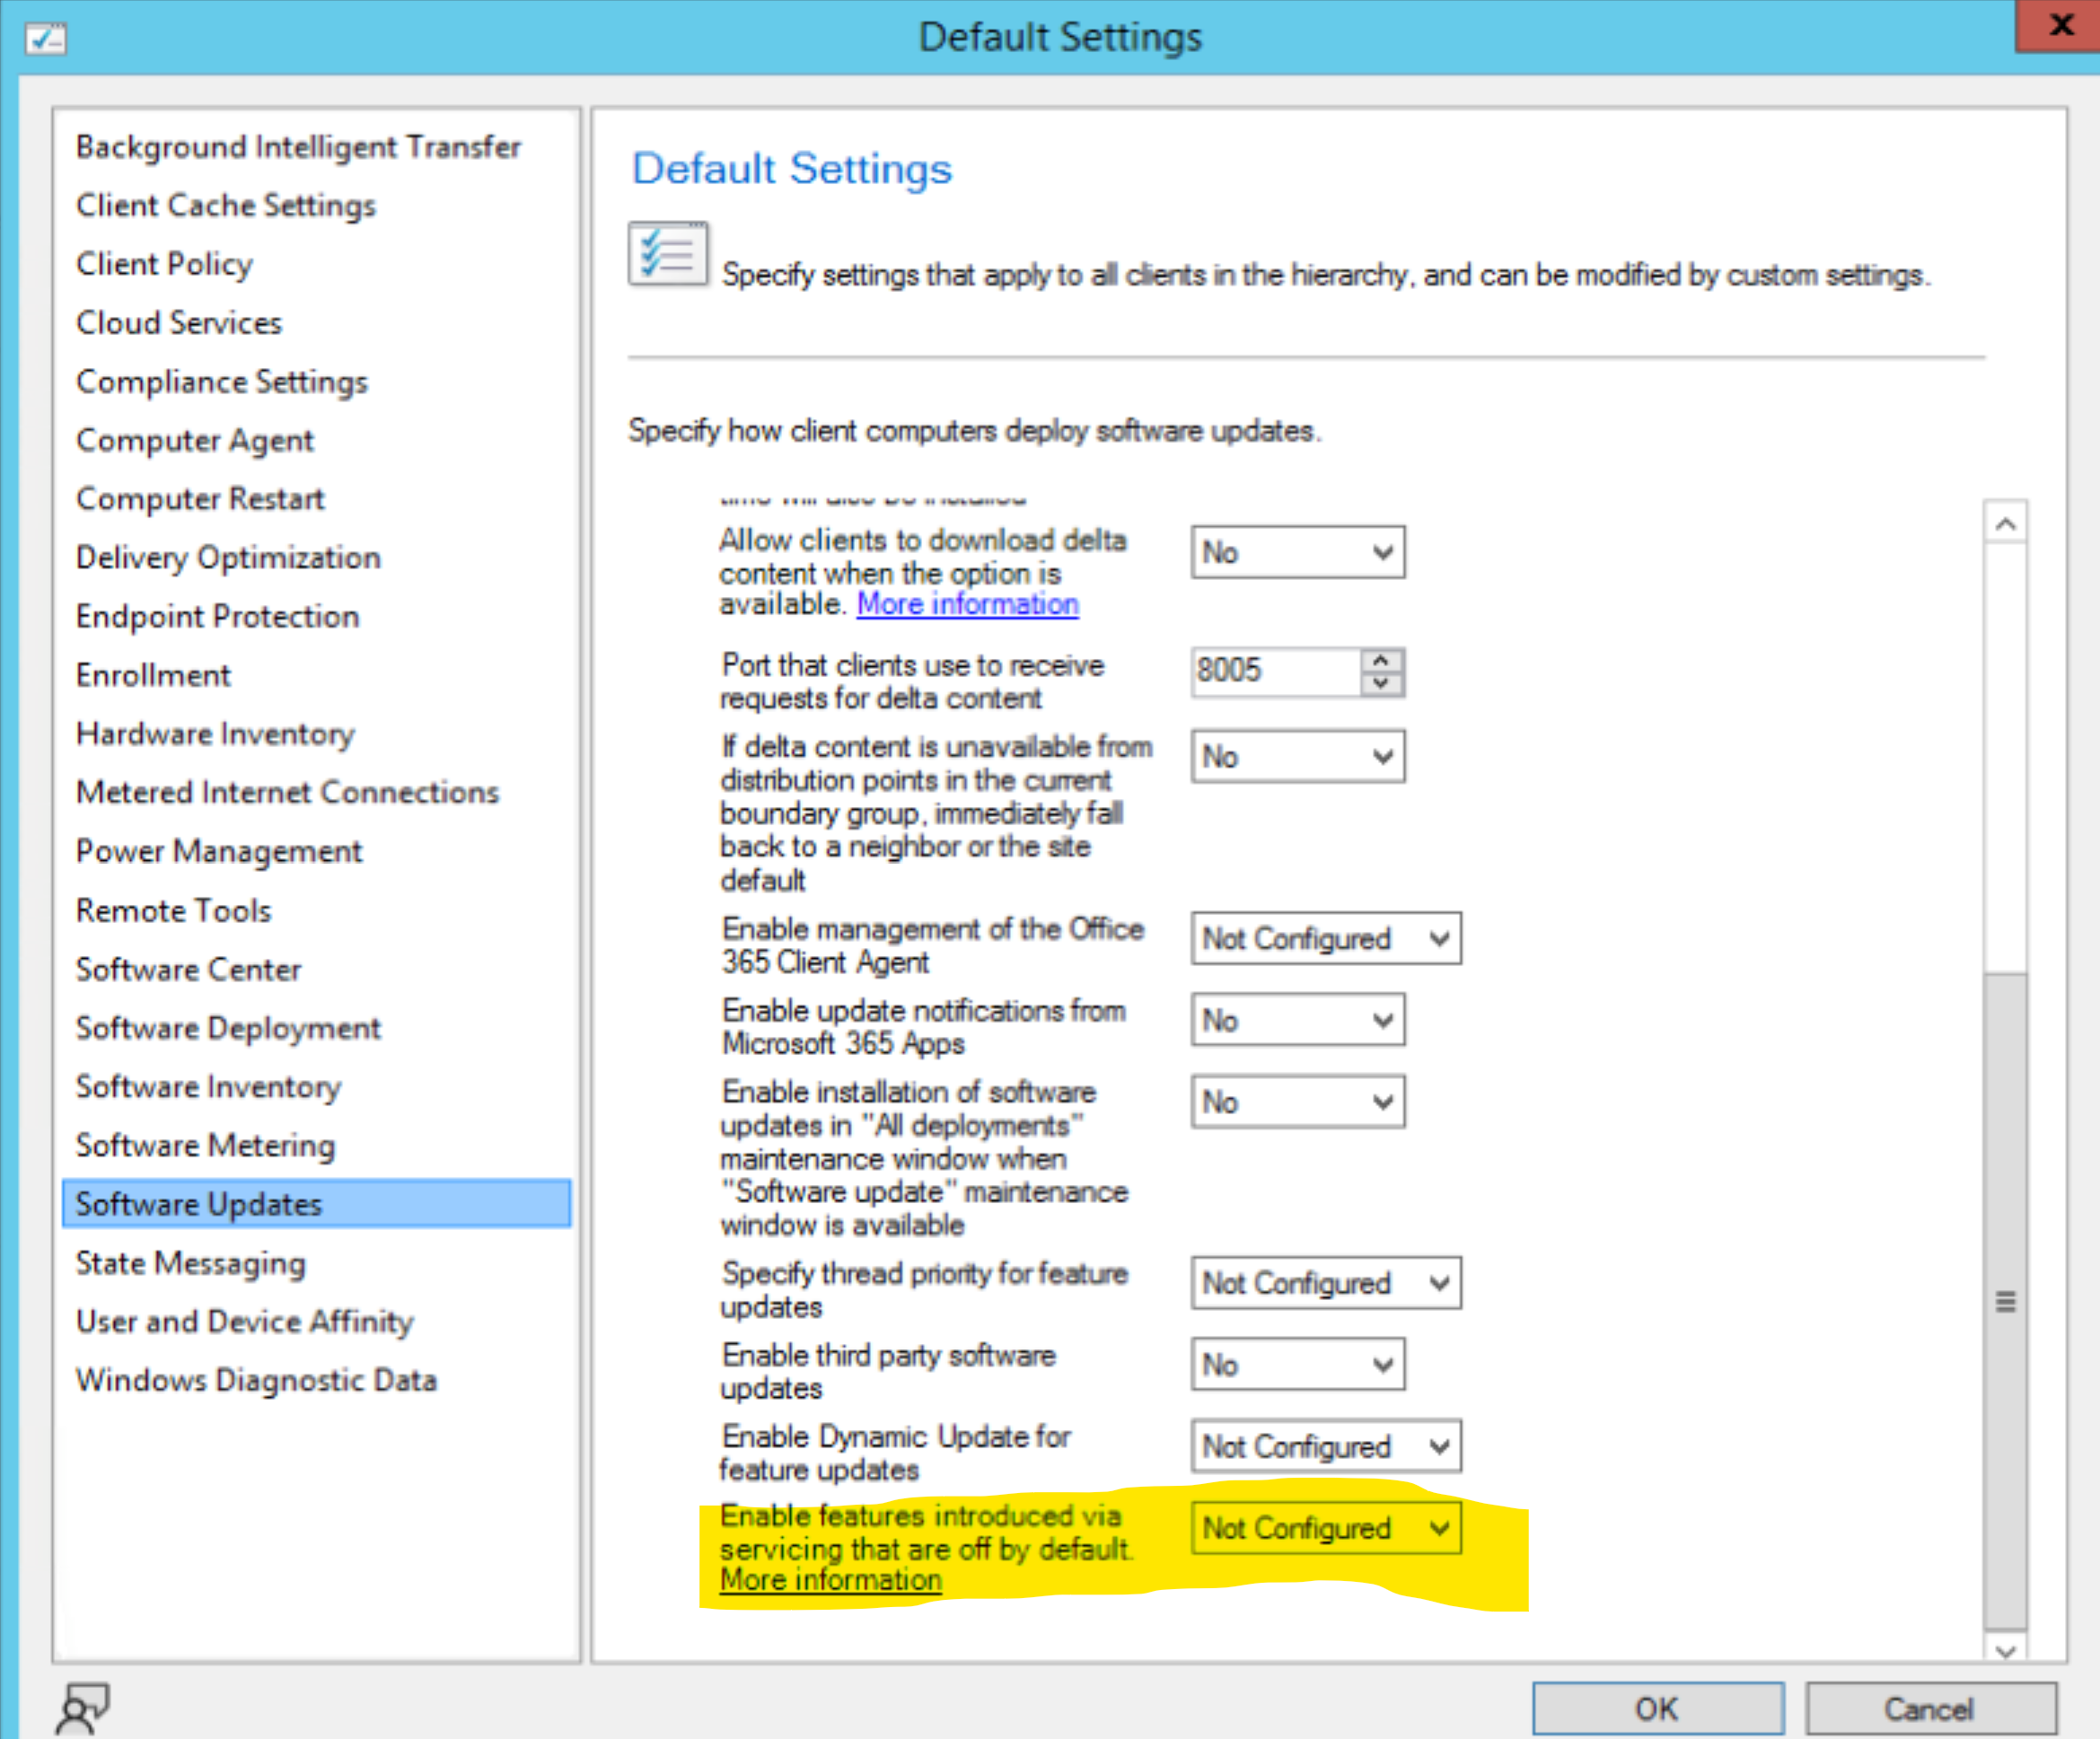 Default Settings
x
Background Intelligent Transfer
Client Cache Settings
Client Policy
Cloud Services
Compliance Settings
Computer Agent
Computer Restart
Delivery Optimization
Endpoint Protection
Enrollment
Hardware Inventory
Metered Internet Connections
Power Management
Remote Tools
Software Center
Software Deployment
Software Inventory
Software Metering
Software Updates
State Messaging
User and Device Affinity
Windows Diagnostic Data
Default Settings
Specify settings that apply to all clients in the hierarchy, and can be modified by custom settings.
Specify how client computers deploy software updates.
time will also be installed
Allow clients to download delta
content when the option is
available. More information
No
Port that clients use to receive
requests for delta content
8005
If delta content is unavailable from
distribution points in the current
boundary group, immediately fall
back to a neighbor or the site
default
No
Enable management of the Office
365 Client Agent
Not Configured
Enable update notifications from
Microsoft 365 Apps
No
Enable installation of software
updates in "All deployments"
maintenance window when
"Software update" maintenance
window is available
No
Specify thread priority for feature
updates
Not Configured
Enable third party software
updates
No
Enable Dynamic Update for
feature updates
Not Configured
Enable features introduced via
servicing that are off by default.
More information
Not Configured
OK
Cancel